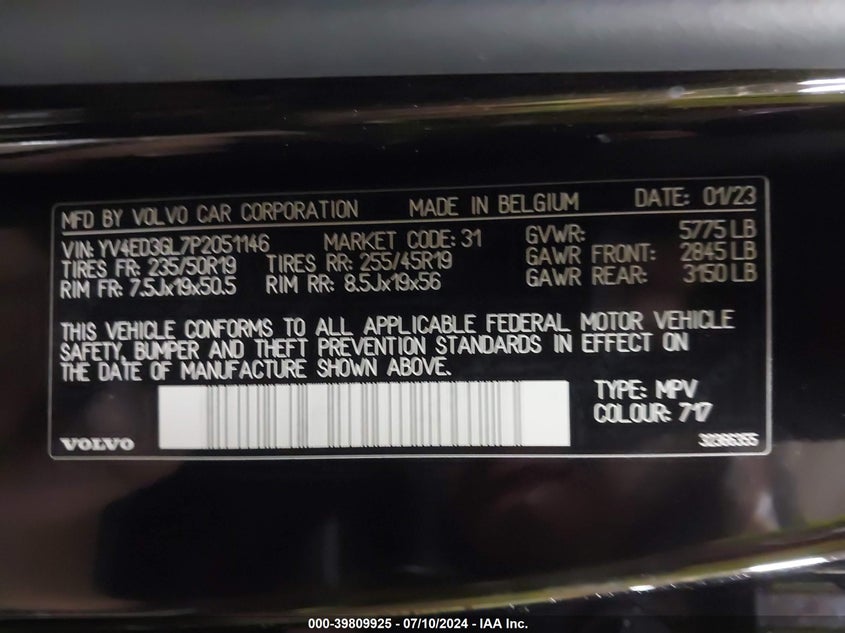 MFD BY VOLVO CAR CORPORATION MADE IN BELGIUM DATE: 01/23
VIN: YV4ED3GL7P2051146 MARKET CODE: 31 GVWR: 5775 LB
TIRES FR: 235/50R19 TIRES RR: 255/45R19 GAWR FRONT: 2845 LB
RIM FR: 7.5Jx19x50.5 RIM RR: 8.5Jx19x56 GAWR REAR: 3150 LB
THIS VEHICLE CONFORMS TO ALL APPLICABLE FEDERAL MOTOR VEHICLE
SAFETY, BUMPER AND THEFT PREVENTION STANDARDS IN EFFECT ON
THE DATE OF MANUFACTURE SHOWN ABOVE.
TYPE: MPV
COLOUR: 717
VOLVO 32366355
000-39809925 - 07/10/2024 - IAA Inc.